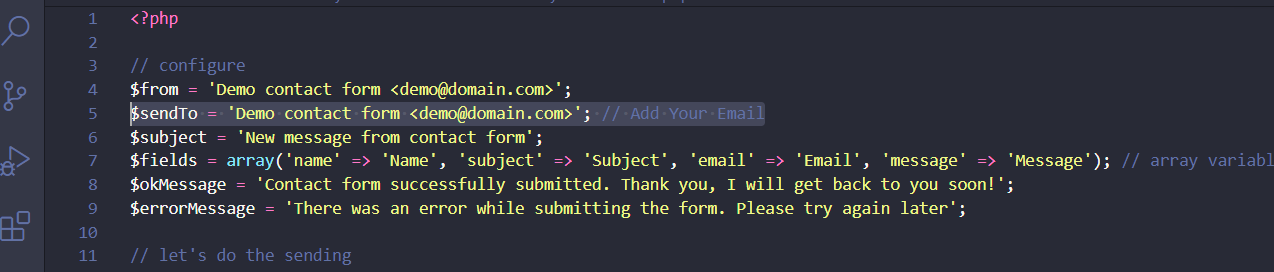 1 <?php
2
3 // configure
4 $from = 'Demo contact form <demo@domain.com>';
5 $sendTo = 'Demo contact form <demo@domain.com>'; // Add Your Email
6 $subject = 'New message from contact form';
7 $fields = array('name' => 'Name', 'subject' => 'Subject', 'email' => 'Email', 'message' => 'Message'); // array variabl
8 $okMessage = 'Contact form successfully submitted. Thank you, I will get back to you soon!';
9 $errorMessage = 'There was an error while submitting the form. Please try again later';
10
11 // let's do the sending